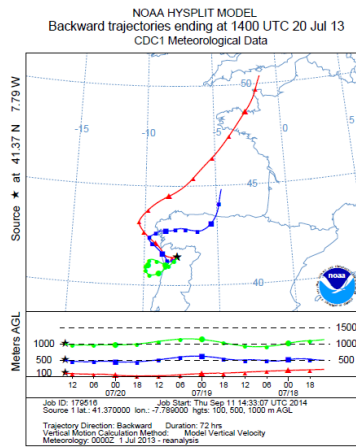 NOAA HYSPLIT MODEL
Backward trajectories ending at 1400 UTC 20 Jul 13
CDC1 Meteorological Data
Source ★ at 41.37 N 7.79 W
-15
-10
-5
0
5
50
45
40
noaa
Meters AGL
1500
1000 1000
500 500
100
12 06 00 18 12 06 00 18 12 06 00 18
07/20 07/19 07/18
Job ID: 179516 Job Start: Thu Sep 11 14:33:07 UTC 2014
Source 1 lat.: 41.370000 lon.: -7.789000 hgts: 100, 500, 1000 m AGL
Trajectory Direction: Backward Duration: 72 hrs
Vertical Motion Calculation Method: Model Vertical Velocity
Meteorology: 0000Z 1 Jul 2013 - reanalysis